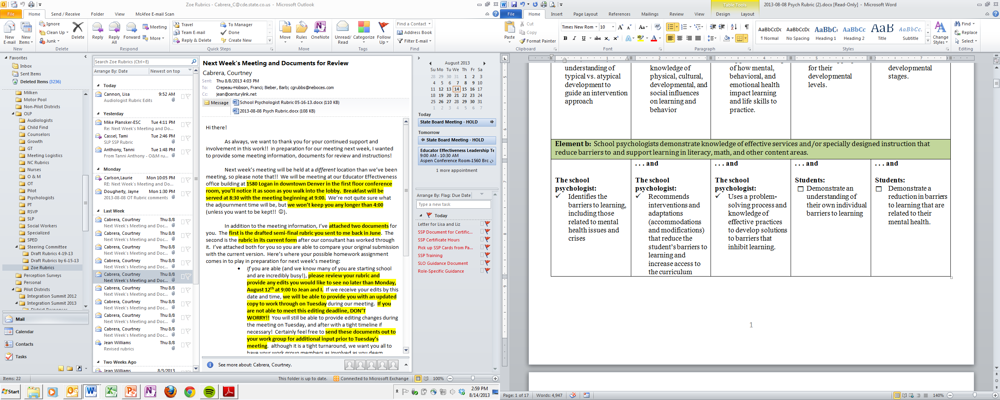 Zoe Rubrics - Cabrera_C@cde.state.co.us - Microsoft Outlook
File Home Send / Receive Folder View McAfee E-mail Scan
New E-mail
New Items
Ignore
Clean Up
Junk
Delete
Reply
Reply All
Forward
Meeting
More
Travel
Team E-mail
Reply & Delete
To Manager
Done
Create New
Move
Rules
OneNote
Unread/ Read
Categorize
Follow Up
Find a Contact
Address Book
Filter E-mail
New Delete Respond Quick Steps Move Tags Find
Favorites
Inbox
Sent Items
Deleted Items (3236)
Milken
Motor Pool
Non-Pilot Districts
OLP
Audiologists
Child Find
Counselors
Growth
GT
Meeting Logistics
NC Rubrics
Nurses
O & M
OT
Pilot
Psychologists
PT
RSVP
SLP
Social Workers
Specialized
SPED
Steering Committee
Draft Rubrics 4-19-13
Draft Rubrics by 6-15-13
Zoe Rubrics
Perception Surveys
Personal
Pilot Districts
Integration Summit 2012
Integration Summit 2013
District Responses
Mail
Calendar
Contacts
Tasks
Search Zoe Rubrics (Ctrl+E)
Arrange By: Date Newest on top
Today
Cannon, Lisa 9:52 AM
Audiologist Rubric Edits
Yesterday
Mike Plansker-ESC Tue 4:11 PM
Re: Next Week's Meeting and Do...
Cassel, Tami Tue 2:46 PM
SLP SSP Rubric
Anthony, Tanni Tue 1:48 PM
From Tanni Anthony - O&M ru...
Monday
Carlson,Laurie Mon 10:05 PM
RE: Next Week's Meeting and Do...
Dougherty, Jayne Mon 1:30 PM
2013-08-08 OT Rubric comments
Last Week
Cabrera, Courtney Thu 8/8
Next Week's Meeting and Doc...
Cabrera, Courtney Thu 8/8
Next Week's Meeting and Doc...
Cabrera, Courtney Thu 8/8
Next Week's Meeting and Doc...
Cabrera, Courtney Thu 8/8
Next Week's Meeting and Doc...
Cabrera, Courtney Thu 8/8
Next Week's Meeting and Doc...
Cabrera, Courtney Thu 8/8
Next Week's Meeting and Doc...
Cabrera, Courtney Thu 8/8
Next Week's Meeting and Doc...
Cabrera, Courtney Thu 8/8
Next Week's Meeting and Doc...
Cabrera, Courtney Thu 8/8
Next Week's Meeting and Doc...
Jean Williams Thu 8/8
Revised rubrics
Two Weeks Ago
Jean Williams 8/3/2013
Next Week's Meeting and Documents for Review
Cabrera, Courtney
Sent: Thu 8/8/2013 4:03 PM
To: Crepeau-Hobson, Franci; Bieber, Barb; cgrubbs@neboces.com
Cc: jean@centurylink.net
Message School Psychologist Rubric 05-16-13.docx (110 KB)
2013-08-08 Psych Rubric.docx (108 KB)
Hi there!
As always, we want to thank you for your continued support and
involvement in this work!! in preparation for our meeting next week, I wanted
to provide some meeting information, documents for review and instructions!
Next week's meeting will be held at a different location than we've been
meeting, so please note that!! We will be meeting at our Educator Effectiveness
office building at 1580 Logan in downtown Denver in the first floor conference
room, you'll notice it as soon as you walk into the lobby. Breakfast will be
served at 8:30 with the meeting beginning at 9:00. We're not quite sure what
the adjournment time will be, but we won't keep you any longer than 4:00
(unless you want to be kept!! ☺).
In addition to the meeting information, I've attached two documents for
you. The first is the drafted semi-final rubric you sent to me back in June. The
second is the rubric in its current form after our consultant has worked through
it. I've attached both for you so you are able to compare your original submission
with the current version. Here's where your possible homework assignment
comes in to play in preparation for next week's meeting:
• If you are able (and we know many of you are starting school
and are incredibly busy!), please review your rubric and
provide any edits you would like to see no later than Monday,
August 12th at 9:00 to Jean and I. If we receive your edits by this
date and time, we will be able to provide you with an updated
copy to work through on Tuesday during our meeting. If you
are not able to meet this editing deadline, DON'T
WORRY!! You will still be able to provide editing changes during
the meeting on Tuesday, and after with a tight timeline if
necessary! Certainly feel free to send these documents out to
your work group for additional input prior to Tuesday's
meeting. although it is a tight turnaround, we want you all to
have your work group members as involved as you deem
See more about: Cabrera, Courtney.
August 2013
Su Mo Tu We Th Fr Sa
28 29 30 31 1 2 3
4 5 6 7 8 9 10
11 12 13 14 15 16 17
18 19 20 21 22 23 24
25 26 27 28 29 30 31
1 2 3 4 5 6 7
Today
State Board Meeting - HOLD
Tomorrow
State Board Meeting - HOLD
Educator Effectiveness Leadership Te
9:00 AM - 10:30 AM
Aspen Conference Room-1560 Brc
1 more appointment
Arrange By: Flag: Due Date
Type a new task
Today
Letter for Lisa and Liz
SSP Document for Certific...
SSP Certificate Hours
Pick up SSP Cards from Pa...
SSP Training
SLO Guidance Document
Role-Specific Guidance
Items: 22 This folder is up to date. Connected to Microsoft Exchange 100%
Start
2:59 PM
8/14/2013
2013-08-08 Psych Rubric (2).docx [Read-Only] - Microsoft Word
Table Tools
File Home Insert Page Layout References Mailings Review View Design Layout
Paste
Cut
Copy
Format Painter
Times New Rom 10
AaBbCcDc AaBbCcDc AaBbC AaBbCc AaB AaBbCc.
¶ Normal No Spacing Heading 1 Heading 2 Title Subtitle
Change Styles
Find
Replace
Select
Clipboard Font Paragraph Styles Editing
understanding of
typical vs. atypical
development to
guide an intervention
approach
knowledge of
physical, cultural,
developmental, and
social influences
on learning and
behavior
of how mental,
behavioral, and
emotional health
impact learning
and life skills to
practice.
for their
developmental
levels.
developmental
stages.
Element b: School psychologists demonstrate knowledge of effective services and/or specially designed instruction that
reduce barriers to and support learning in literacy, math, and other content areas.
The school
psychologist:
✓ Identifies the
barriers to learning,
including those
related to mental
health issues and
crises
. . . and
The school
psychologist:
✓ Recommends
interventions and
adaptations
(accommodations
and modifications)
that reduce the
student's barriers to
learning and
increase access to
the curriculum
. . . and
The school
psychologist:
✓ Uses a problem-
solving process and
knowledge of
effective practices
to develop solutions
to barriers that
inhibit learning.
. . . and
Students:
☐ Demonstrate an
understanding of
their own individual
barriers to learning
. . . and
Students:
☐ Demonstrate a
reduction in barriers
to learning that are
related to their
mental health.
1
Page: 1 of 17 Words: 4,947 140%